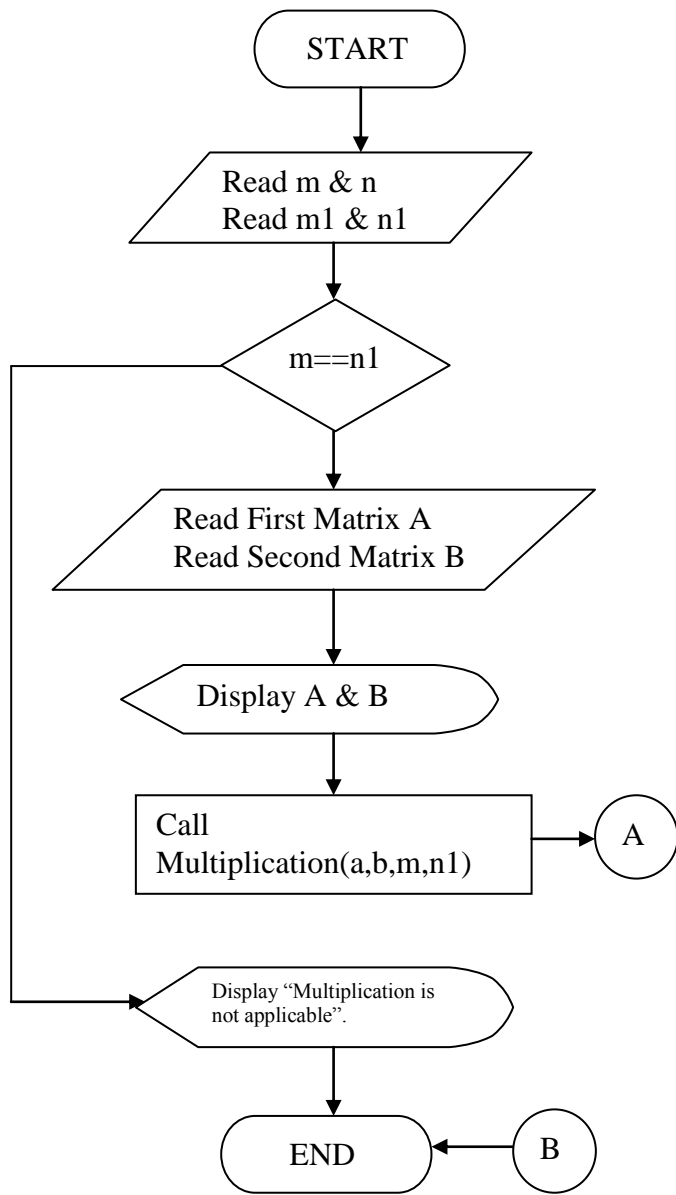 START
Read m & n
Read m1 & n1
m==n1
Read First Matrix A
Read Second Matrix B
Display A & B
Call
Multiplication(a,b,m,n1)
A
Display “Multiplication is
not applicable”.
END
B